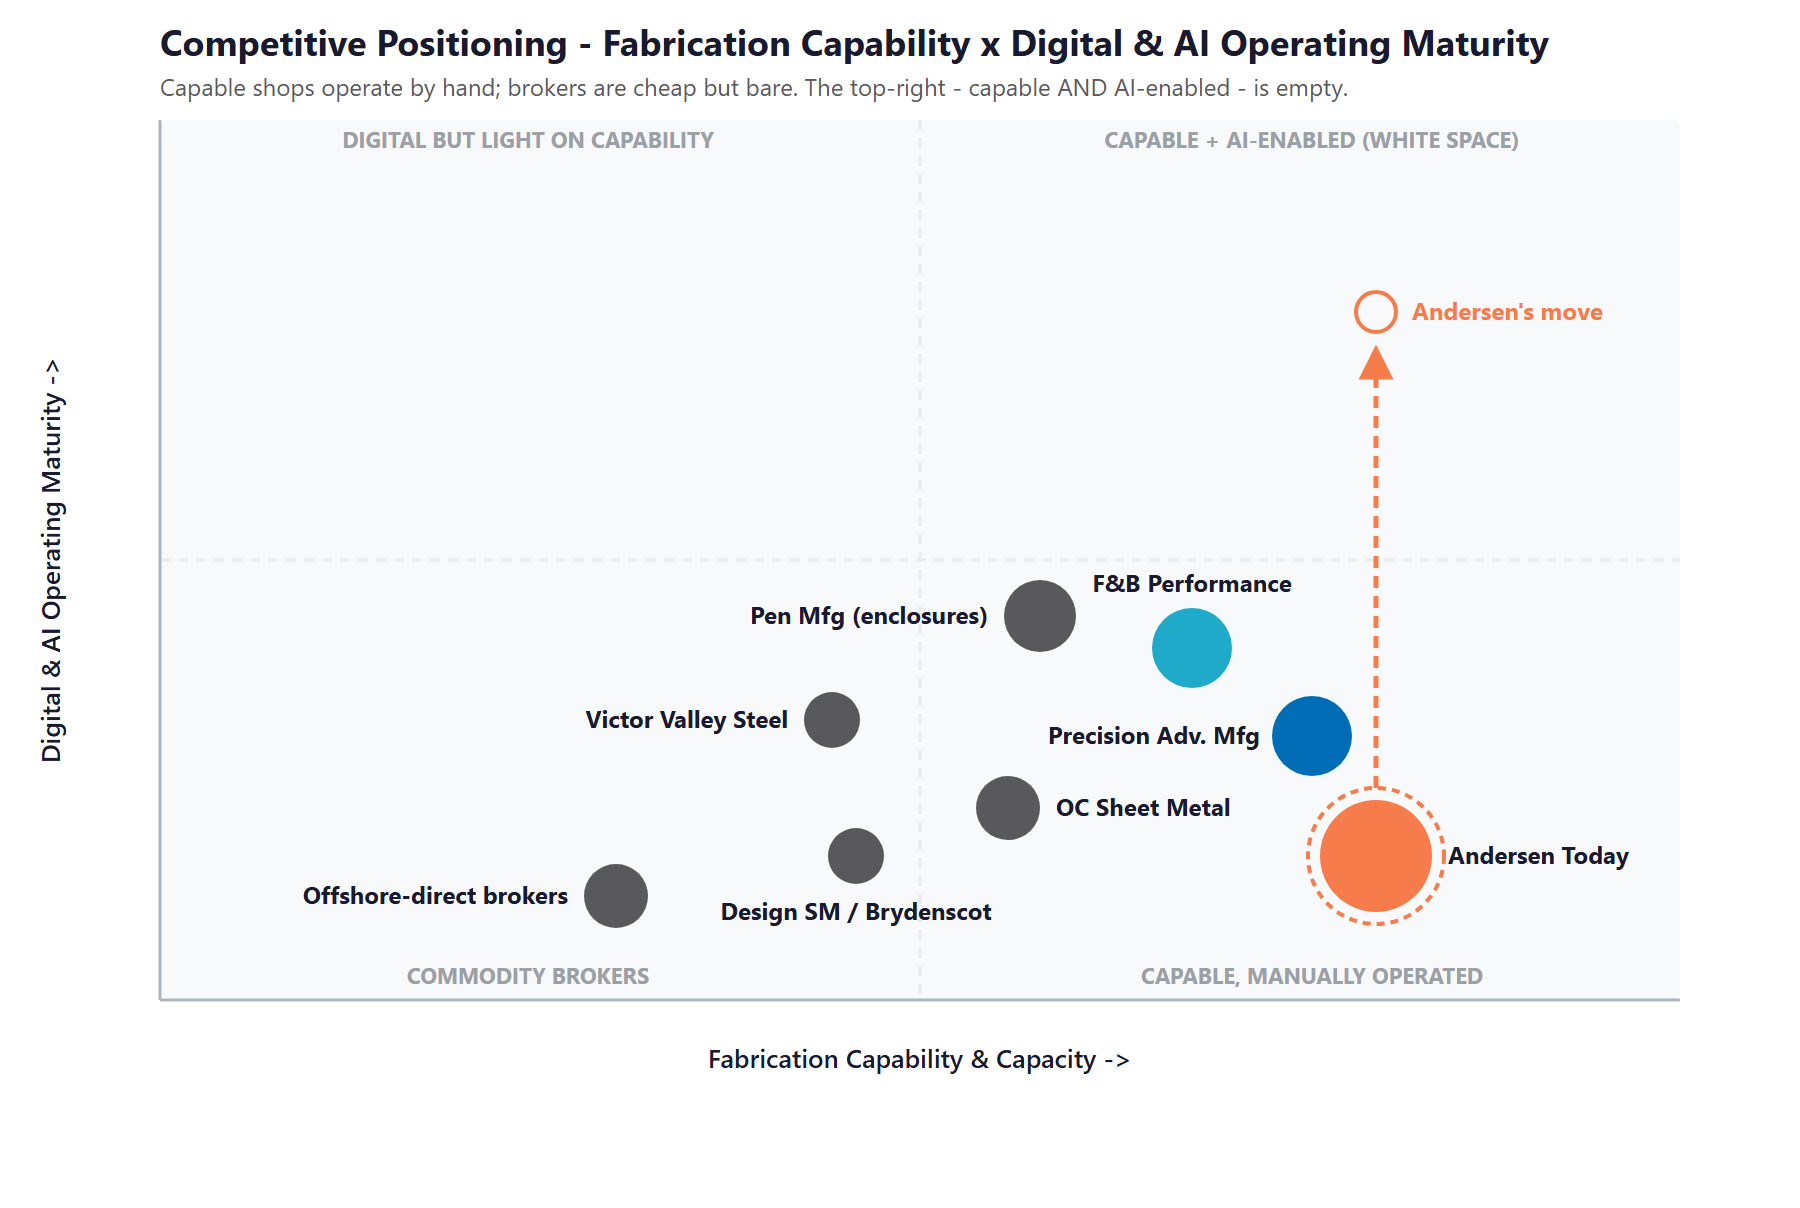 Competitive Positioning - Fabrication Capability x Digital & AI Operating Maturity
Capable shops operate by hand; brokers are cheap but bare. The top-right - capable AND AI-enabled - is empty.
DIGITAL BUT LIGHT ON CAPABILITY
CAPABLE + AI-ENABLED (WHITE SPACE)
Andersen's move
Digital & AI Operating Maturity ->
F&B Performance
Pen Mfg (enclosures)
Victor Valley Steel
Precision Adv. Mfg
OC Sheet Metal
Andersen Today
Offshore-direct brokers
Design SM / Brydenscot
COMMODITY BROKERS
CAPABLE, MANUALLY OPERATED
Fabrication Capability & Capacity ->